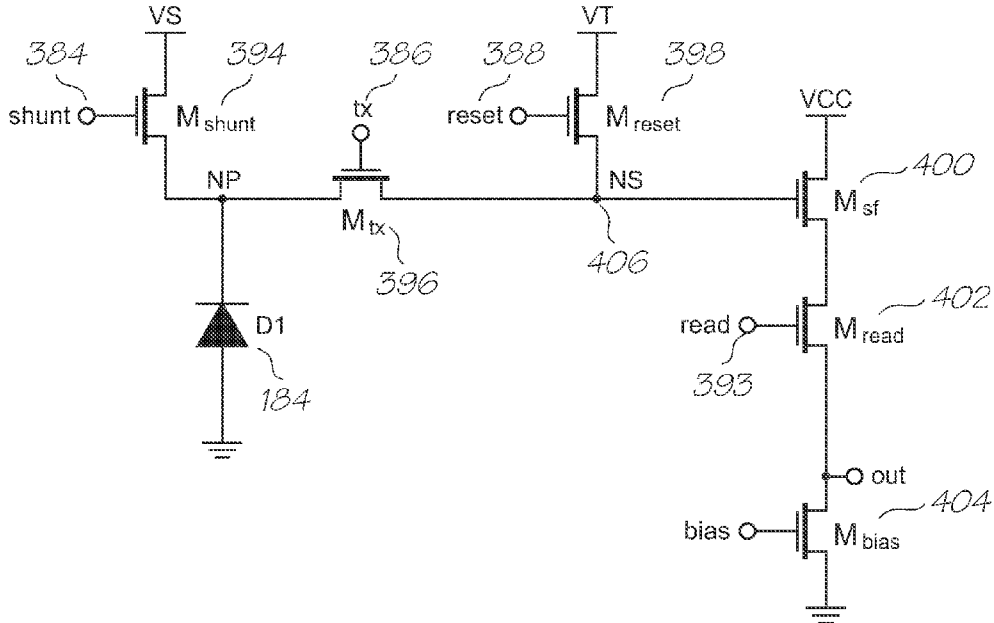 VS
VT
384
394
386
388
398
tx
VCC
shunt
M shunt
reset
M reset
400
NP
NS
M sf
M tx
406
396
402
read
M read
D1
393
184
out
404
bias
M bias